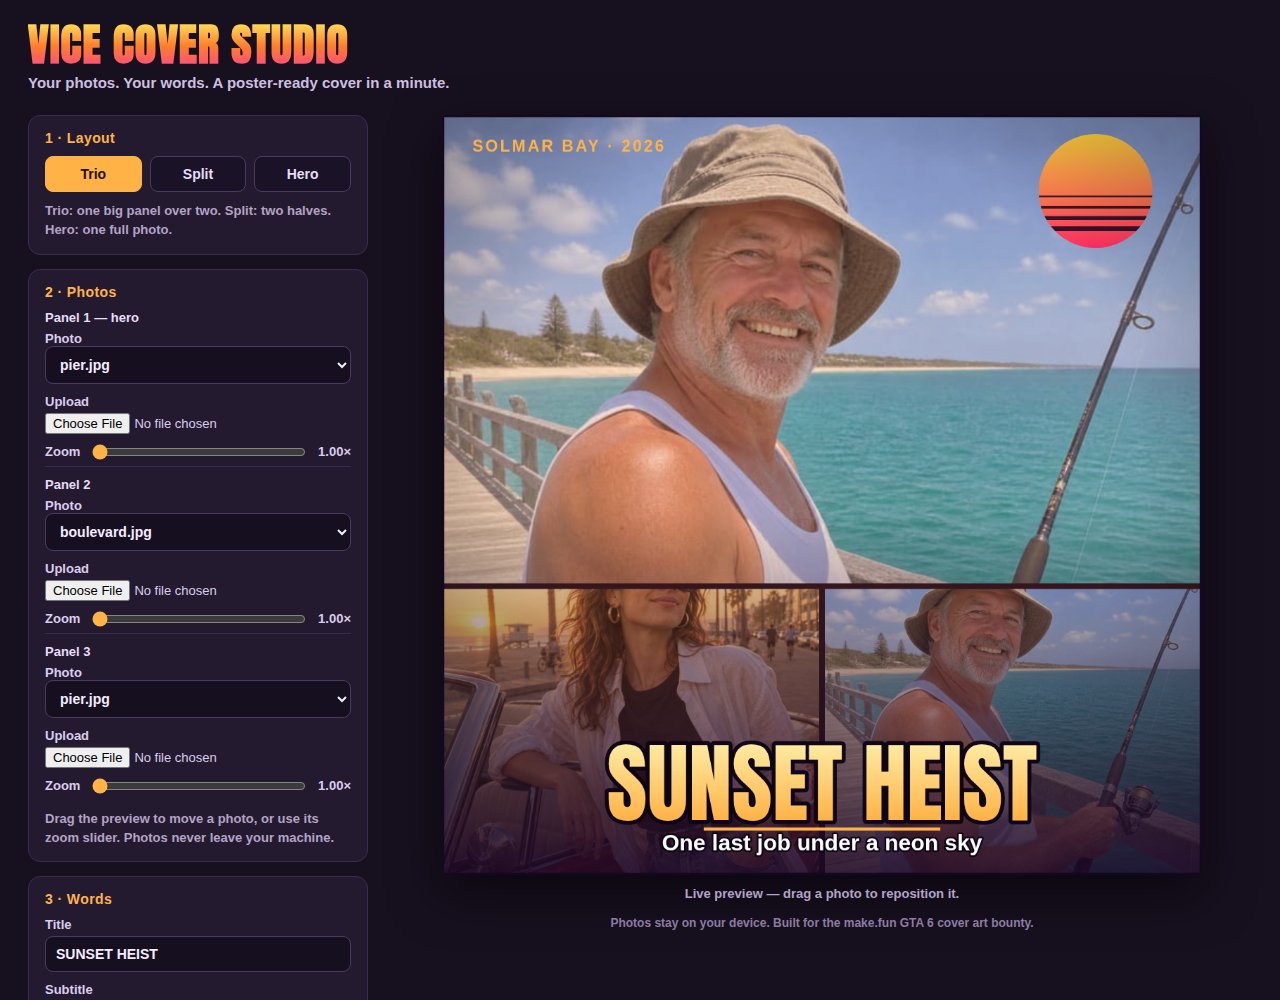 VICE COVER STUDIO
Your photos. Your words. A poster-ready cover in a minute.
1 · Layout
Trio
Split
Hero
Trio: one big panel over two. Split: two halves.
Hero: one full photo.
2 · Photos
Panel 1 — hero
Photo
pier.jpg
Upload
Choose File No file chosen
Zoom 1.00×
Panel 2
Photo
boulevard.jpg
Upload
Choose File No file chosen
Zoom 1.00×
Panel 3
Photo
pier.jpg
Upload
Choose File No file chosen
Zoom 1.00×
Drag the preview to move a photo, or use its
zoom slider. Photos never leave your machine.
3 · Words
Title
SUNSET HEIST
Subtitle
SOLMAR BAY · 2026
SUNSET HEIST
One last job under a neon sky
Live preview — drag a photo to reposition it.
Photos stay on your device. Built for the make.fun GTA 6 cover art bounty.